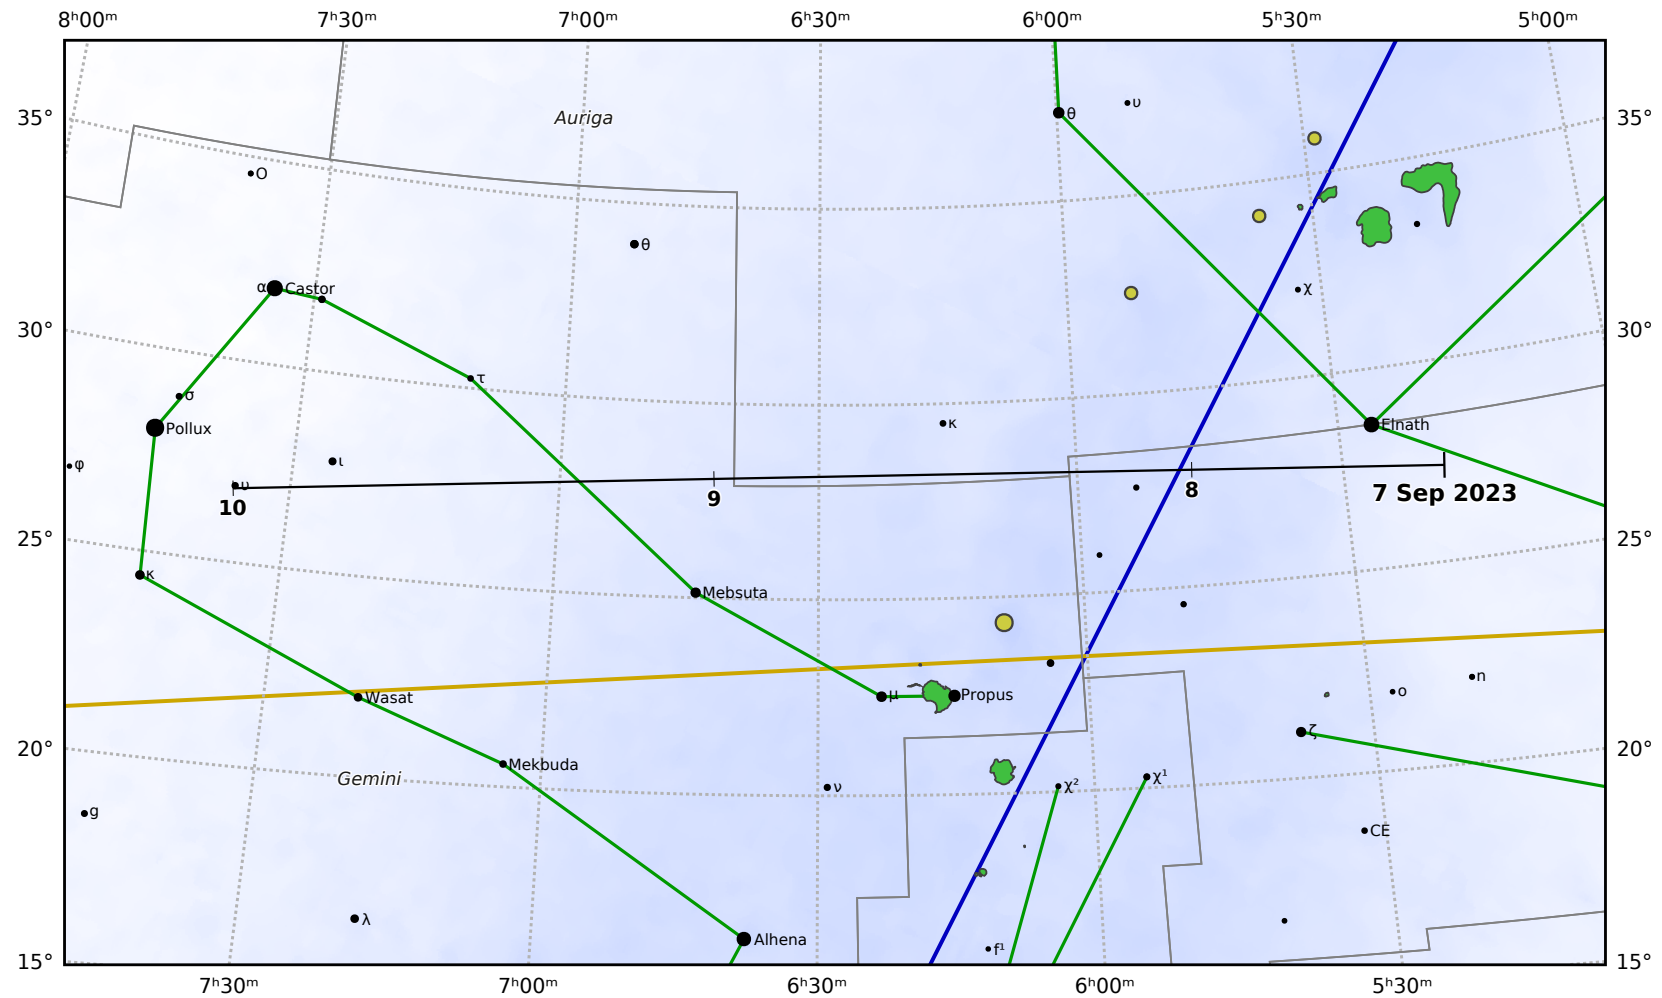 8ʰ00ᵐ 7ʰ30ᵐ 7ʰ00ᵐ 6ʰ30ᵐ 6ʰ00ᵐ 5ʰ30ᵐ 5ʰ00ᵐ
θ υ
35° Auriga 35°
O
θ
α Castor χ
30° 30°
τ
σ
Pollux κ Elnath
φ ι
υ
10 9 8 7 Sep 2023
25° 25°
κ
Mebsuta
Wasat μ Propus o n
ζ
20° Mekbuda 20°
Gemini ν χ² χ¹
g
CE
λ
Alhena f¹
15° 15°
7ʰ30ᵐ 7ʰ00ᵐ 6ʰ30ᵐ 6ʰ00ᵐ 5ʰ30ᵐ